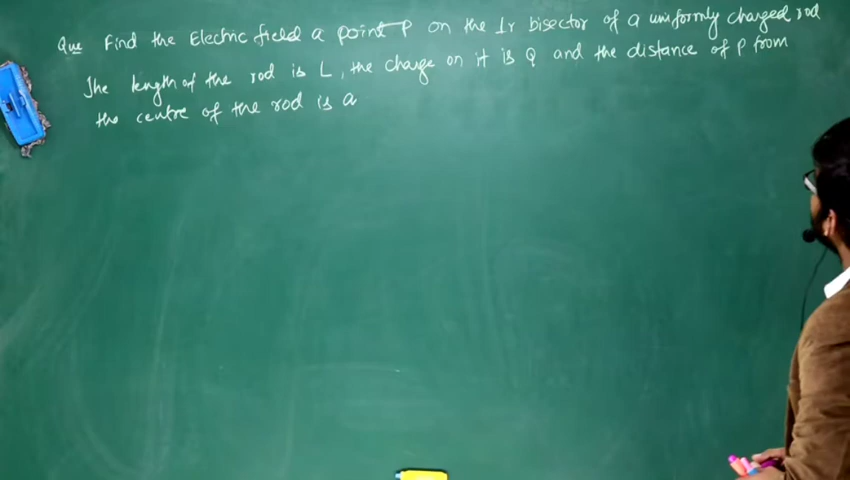 Que Find the Electric field a point P on the ⊥r bisector of a uniformly charged rod
The length of the rod is L, the charge on it is Q and the distance of P from
the centre of the rod is a